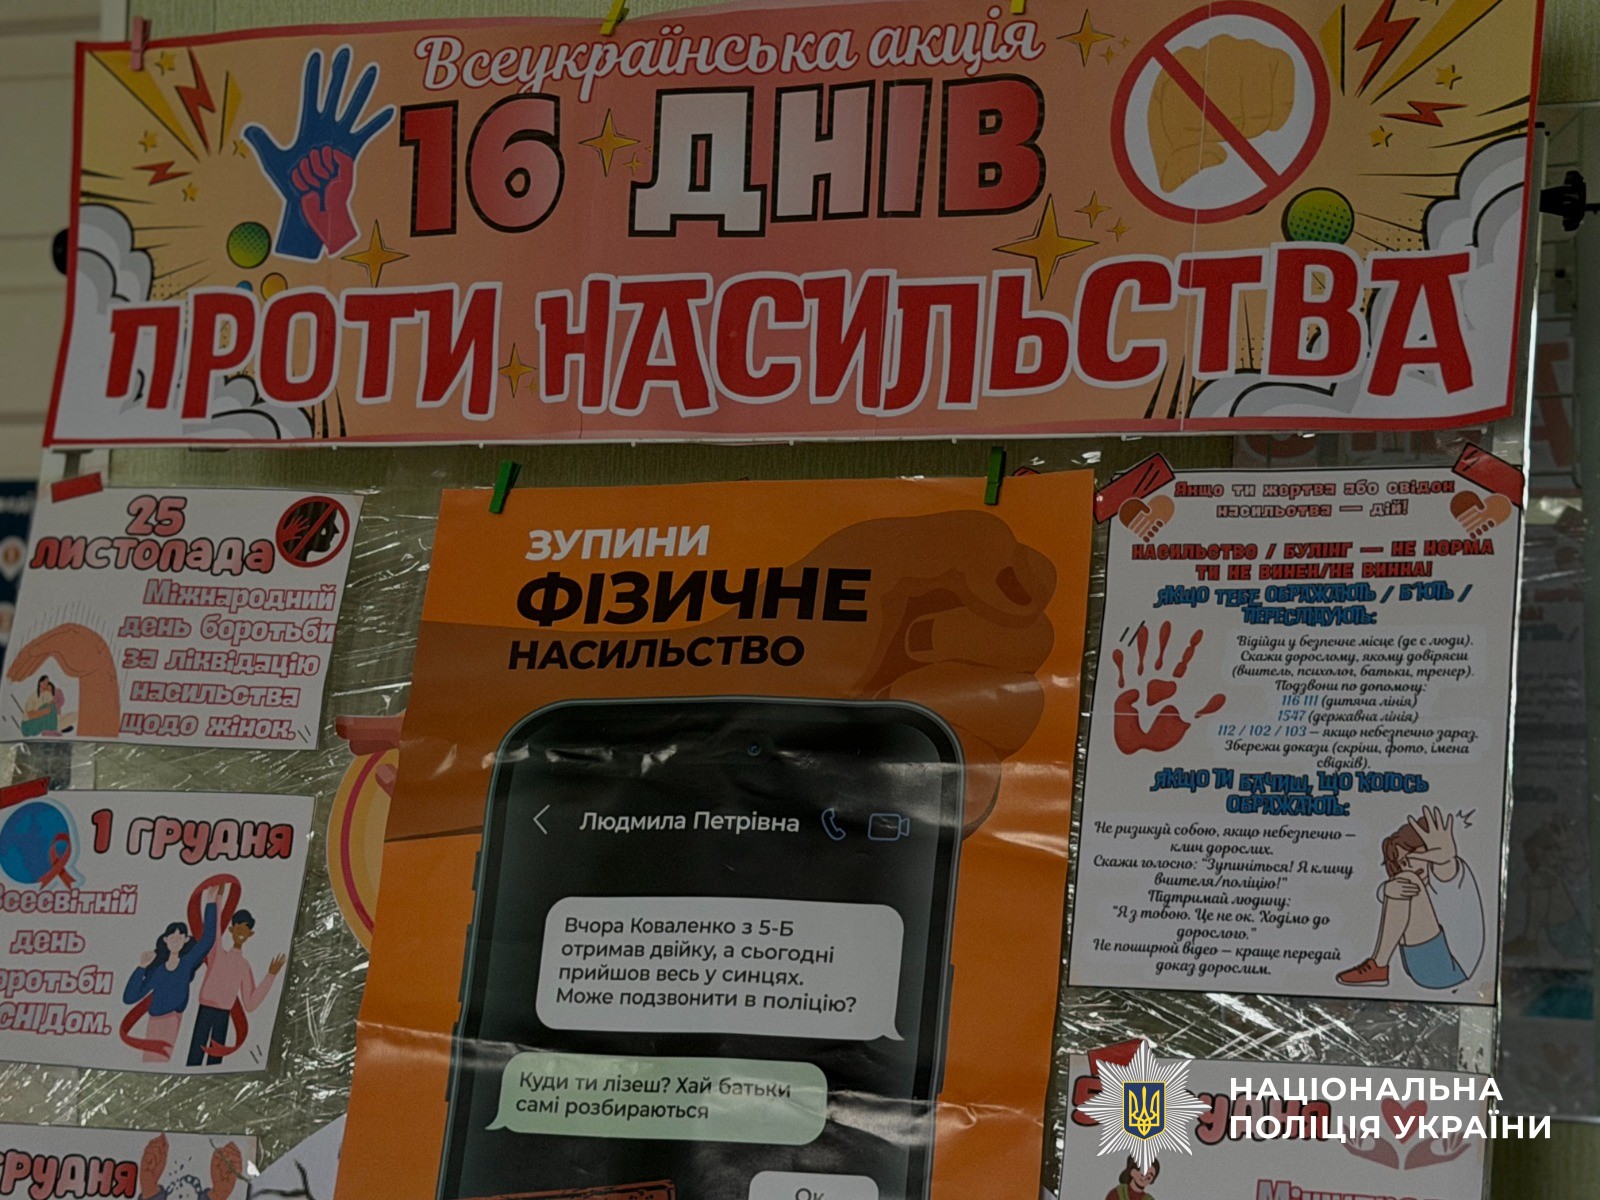 Всеукраїнська акція
16 ДНІВ
ПРОТИ НАСИЛЬСТВА
25
ЛИСТОПАДА
Міжнародний
день боротьби
за ліквідацію
насильства
щодо жінок.
1 ГРУДНЯ
Всесвітній
день
боротьби
СНІДом.
ЗУПИНИ
ФІЗИЧНЕ
НАСИЛЬСТВО
Людмила Петрівна
Вчора Коваленко з 5-Б
отримав двійку, а сьогодні
прийшов весь у синцях.
Може подзвонити в поліцію?
Куди ти лізеш? Хай батьки
самі розбираються
Ок
Якщо ти жертва або свідок
насильства — дій!
НАСИЛЬСТВО / БУЛІНГ — НЕ НОРМА
ТИ НЕ ВИНЕН/НЕ ВИННА!
ЯКЩО ТЕБЕ ОБРАЖАЮТЬ / Б'ЮТЬ /
ПЕРЕСЛІДУЮТЬ:
Відійди у безпечне місце (де є люди).
Скажи дорослому, якому довіряєш
(вчитель, психолог, батьки, тренер).
Подзвони по допомогу:
116 111 (дитяча лінія)
1547 (державна лінія)
112 / 102 / 103 — якщо небезпечно зараз.
Збережи докази (скріни, фото, імена
свідків).
ЯКЩО ТИ БАЧИШ, ЩО КОГОСЬ
ОБРАЖАЮТЬ:
Не ризикуй собою, якщо небезпечно —
клич дорослих.
Скажи голосно: "Зупиніться! Я кличу
вчителя/поліцію!"
Підтримай людину:
"Я з тобою. Це не ок. Ходімо до
дорослого."
Не поширюй відео — краще передай
доказ дорослим.
НАЦІОНАЛЬНА
ПОЛІЦІЯ УКРАЇНИ